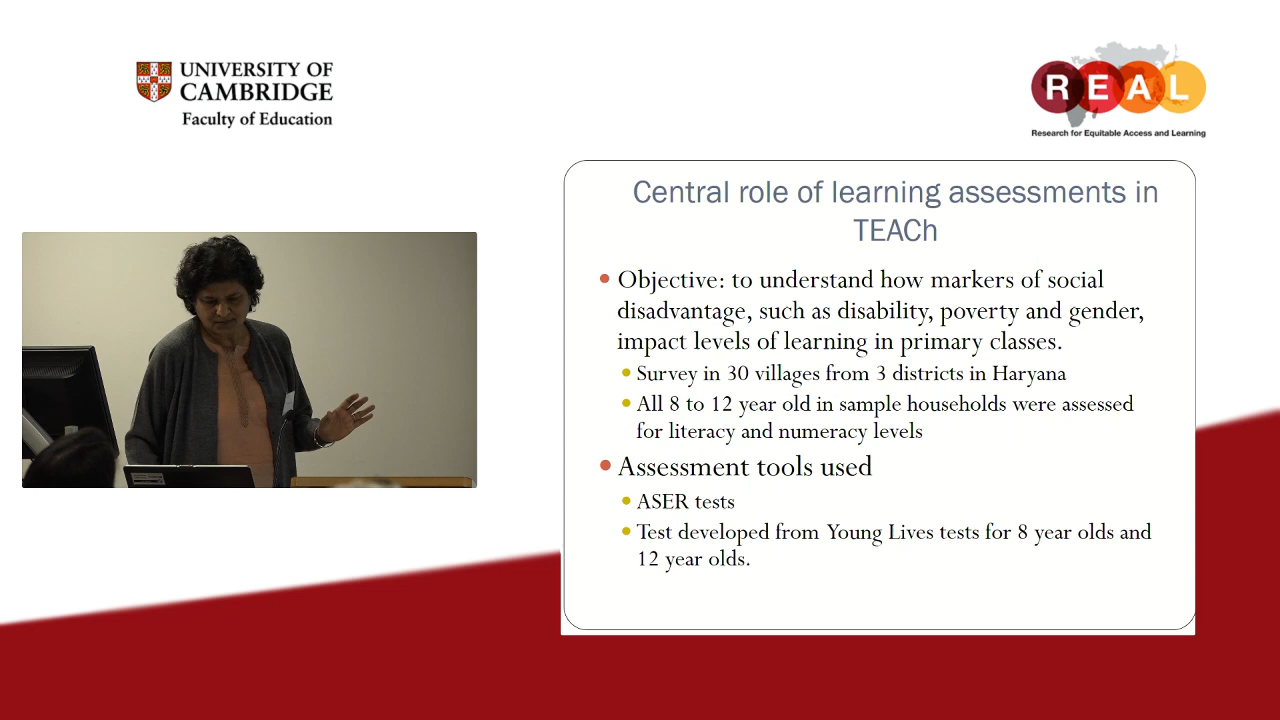 UNIVERSITY OF
CAMBRIDGE
Faculty of Education
R E A L
Research for Equitable Access and Learning
Central role of learning assessments in
TEACh
• Objective: to understand how markers of social
disadvantage, such as disability, poverty and gender,
impact levels of learning in primary classes.
• Survey in 30 villages from 3 districts in Haryana
• All 8 to 12 year old in sample households were assessed
for literacy and numeracy levels
• Assessment tools used
• ASER tests
• Test developed from Young Lives tests for 8 year olds and
12 year olds.